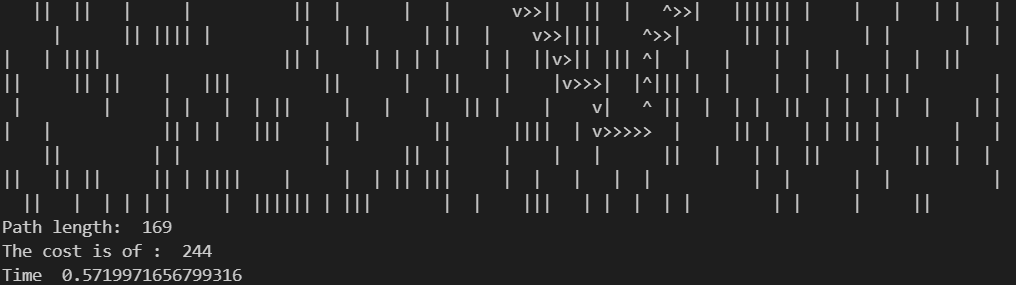 ||  ||   |     |          ||  |      |   |      v>>||  ||  |   ^>>|   |||||| |    |   |   | |   |
     |      || |||| |         |   | |     | ||  |    v>>||||    ^>>|      || ||       | |       |  |
|   | ||||                  || |     | | | |    | |  ||v>|| ||| ^|  |   |    |  |  |    |  |  ||
||     || ||    |   |||         ||      |   ||    |    |v>>>|  |^||| |  |    |  |  | | | |        |
 |        |     | |   |  | ||     |   |   |   || |    |    v|   ^ ||  |  | |  ||  | |  | |  |    | |
|   |           || | |   |||    |  |       ||      ||||  | v>>>>>  |     || |   | | || |       |   |
    ||         | |              |       ||  |     |    |   |      ||   |   | |  ||     |   ||  |  |
||   || ||     || | ||||    |     |  | || |||     |  |   |   | |          |  |      |  |          |
  ||   |  | | | |     |  |||||| | |||       |  |    |||   | |  |  | |        | |     |     ||
Path length:  169
The cost is of :  244
Time  0.5719971656799316